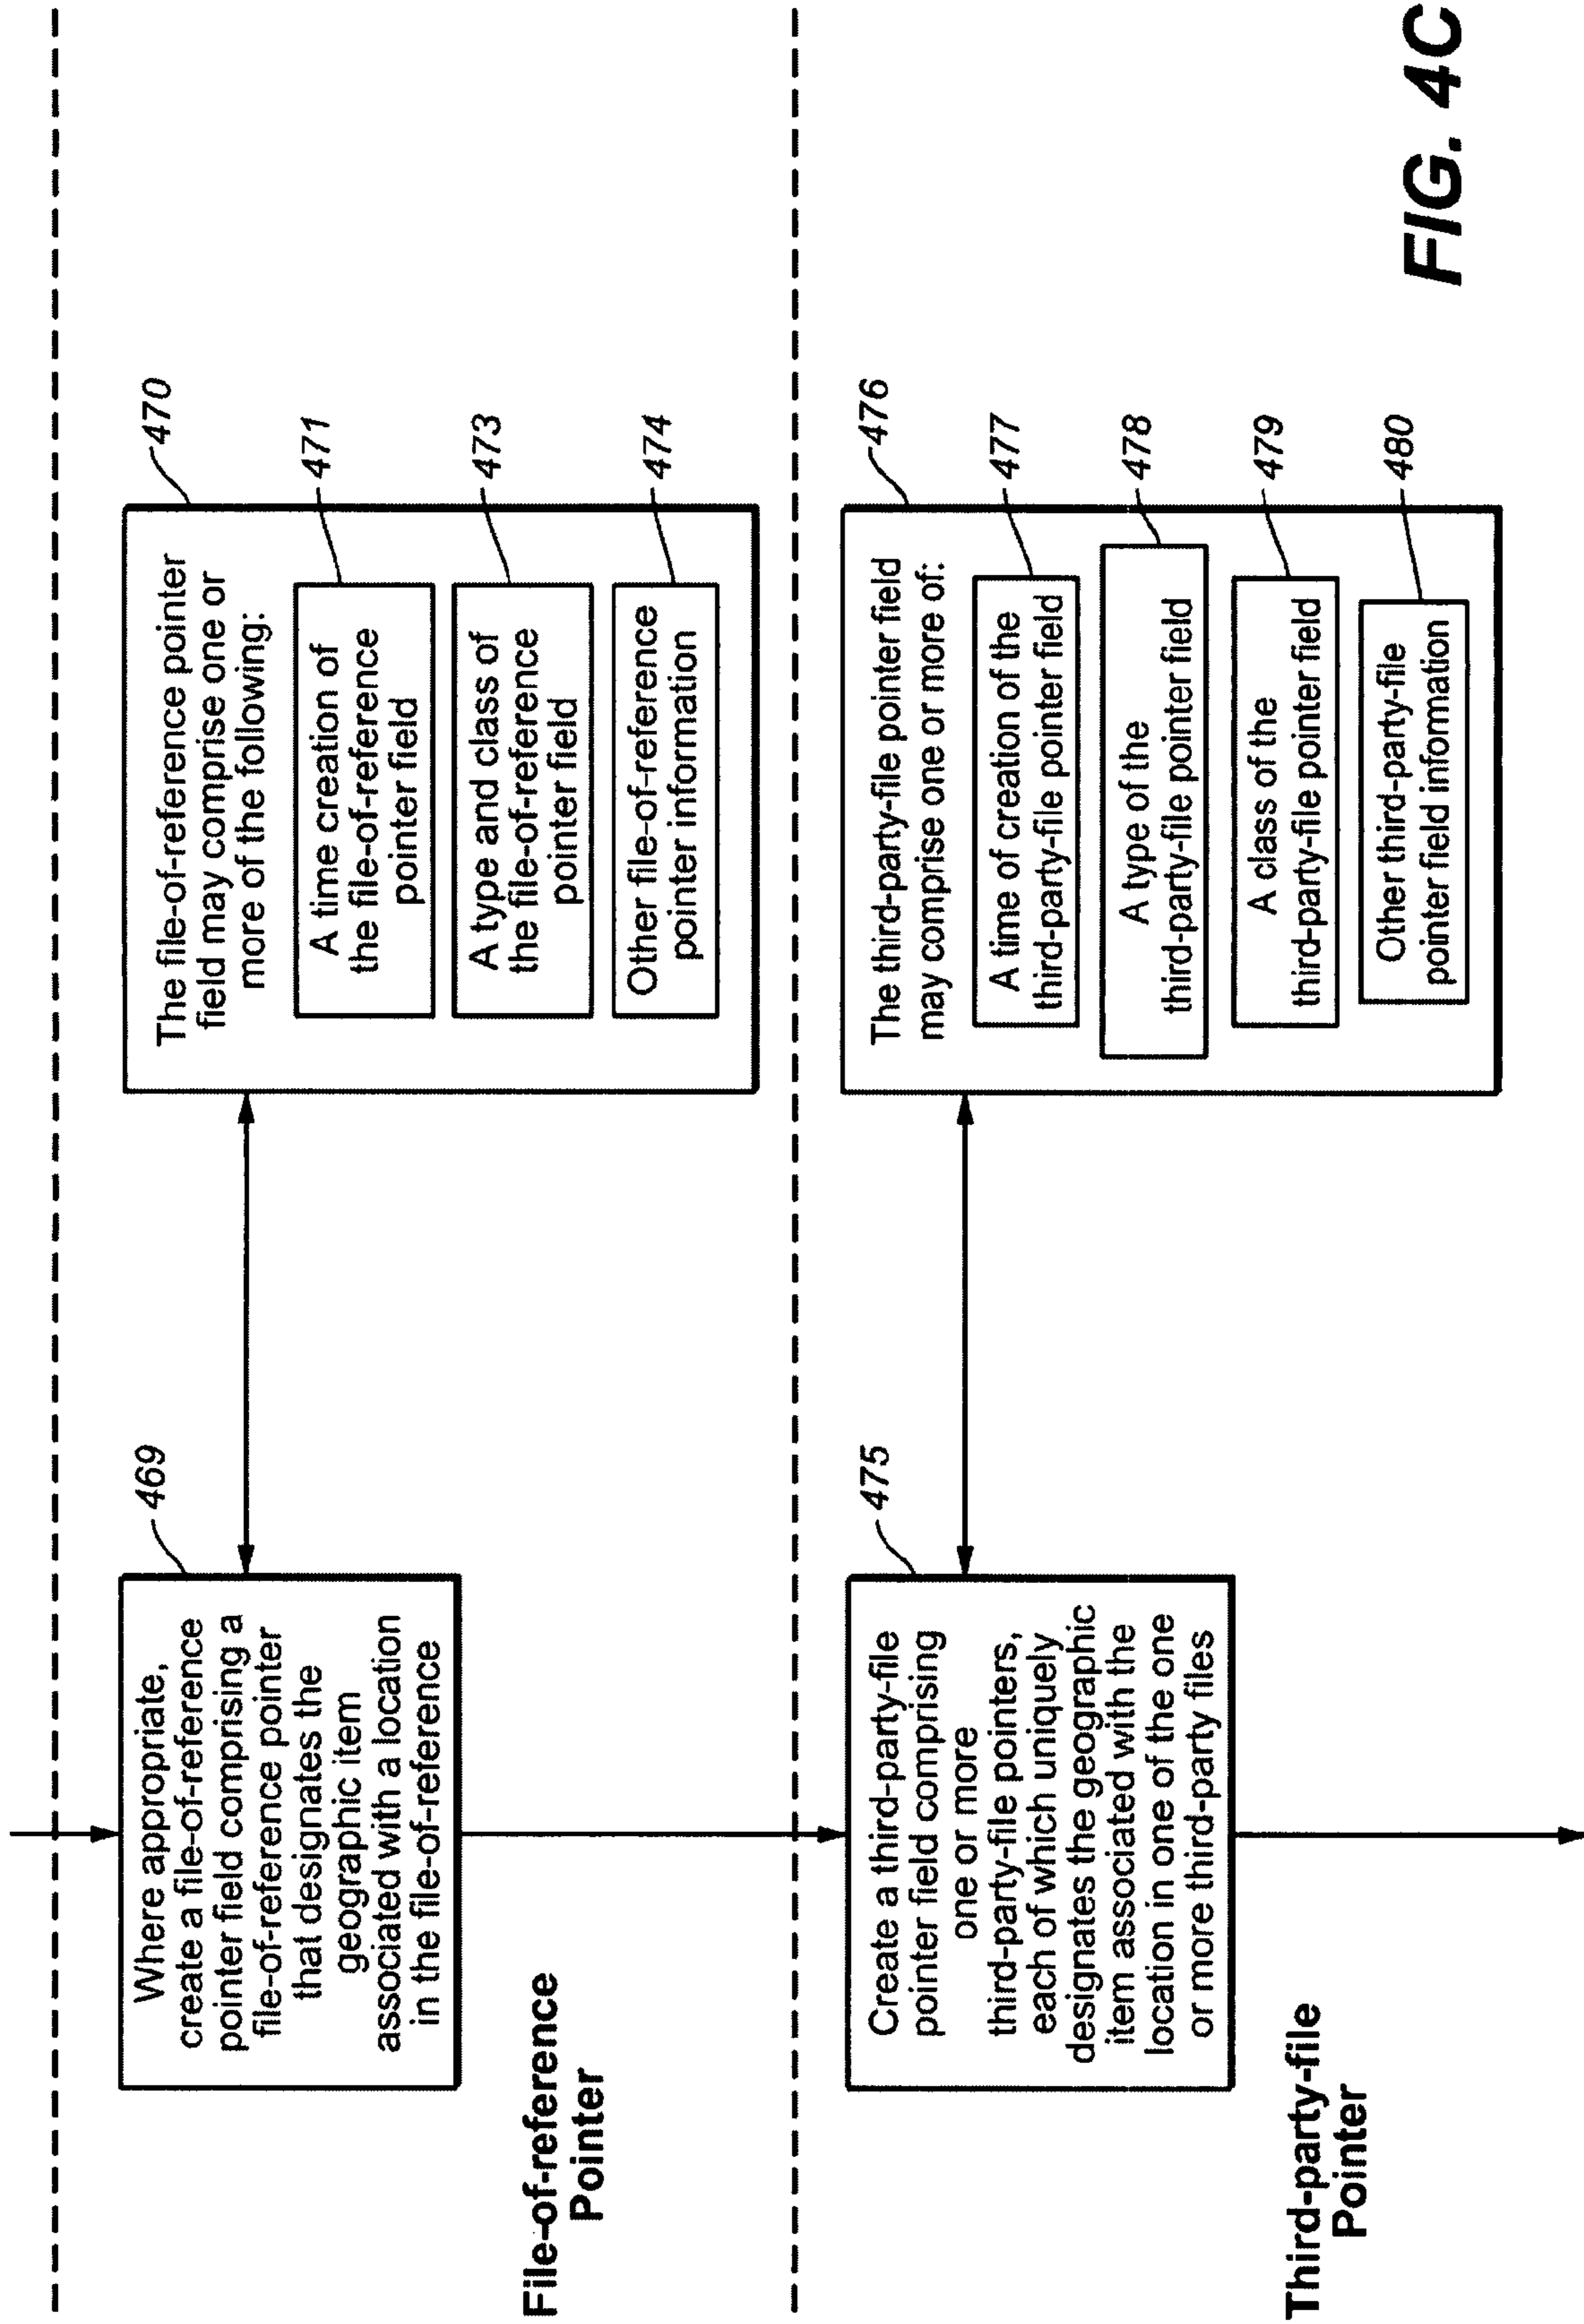 469
Where appropriate,
create a file-of-reference
pointer field comprising a
file-of-reference pointer
that designates the
geographic item
associated with a location
in the file-of-reference
File-of-reference
Pointer
470
The file-of-reference pointer
field may comprise one or
more of the following:
A time creation of
the file-of-reference
pointer field
471
A type and class of
the file-of-reference
pointer field
473
Other file-of-reference
pointer information
474
475
Create a third-party-file
pointer field comprising
one or more
third-party-file pointers,
each of which uniquely
designates the geographic
item associated with the
location in one of the one
or more third-party files
Third-party-file
Pointer
476
The third-party-file pointer field
may comprise one or more of:
A time of creation of the
third-party-file pointer field
477
A type of the
third-party-file pointer field
478
A class of the
third-party-file pointer field
479
Other third-party-file
pointer field information
480
FIG. 4C